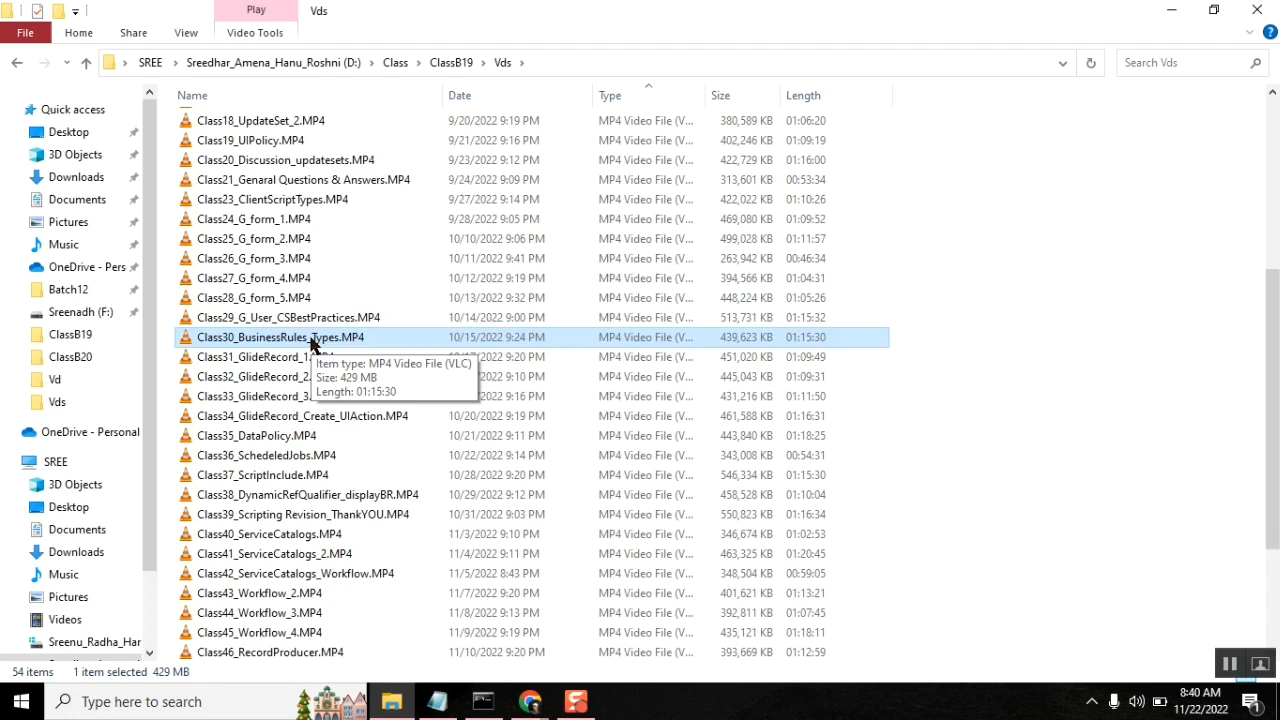 Play Vds
File Home Share View Video Tools
SREE Sreedhar_Amena_Hanu_Roshni (D:) Class ClassB19 Vds Search Vds
Name Date Type Size Length
Class18_UpdateSet_2.MP4 9/20/2022 9:19 PM MP4 Video File (V... 380,589 KB 01:06:20
Class19_UIPolicy.MP4 9/21/2022 9:16 PM MP4 Video File (V... 402,246 KB 01:09:19
Class20_Discussion_updatesets.MP4 9/23/2022 9:12 PM MP4 Video File (V... 422,729 KB 01:16:00
Class21_Genaral Questions & Answers.MP4 9/24/2022 9:09 PM MP4 Video File (V... 313,601 KB 00:53:34
Class23_ClientScriptTypes.MP4 9/27/2022 9:14 PM MP4 Video File (V... 422,022 KB 01:10:26
Class24_G_form_1.MP4 9/28/2022 9:05 PM MP4 Video File (V... 469,080 KB 01:09:52
Class25_G_form_2.MP4 10/10/2022 9:06 PM MP4 Video File (V... 499,028 KB 01:11:57
Class26_G_form_3.MP4 10/11/2022 9:41 PM MP4 Video File (V... 263,942 KB 00:46:34
Class27_G_form_4.MP4 10/12/2022 9:19 PM MP4 Video File (V... 394,566 KB 01:04:31
Class28_G_form_5.MP4 10/13/2022 9:32 PM MP4 Video File (V... 448,224 KB 01:05:26
Class29_G_User_CSBestPractices.MP4 10/14/2022 9:00 PM MP4 Video File (V... 513,731 KB 01:15:32
Class30_BusinessRules_Types.MP4 10/15/2022 9:24 PM MP4 Video File (V... 439,623 KB 01:15:30
Class31_GlideRecord_1 9:20 PM MP4 Video File (V... 451,020 KB 01:09:49
Item type: MP4 Video File (VLC)
Size: 429 MB
Length: 01:15:30
Class32_GlideRecord_2 9:10 PM MP4 Video File (V... 445,043 KB 01:09:31
Class33_GlideRecord_3 9:16 PM MP4 Video File (V... 431,216 KB 01:11:50
Class34_GlideRecord_Create_UIAction.MP4 10/20/2022 9:19 PM MP4 Video File (V... 461,588 KB 01:16:31
Class35_DataPolicy.MP4 10/21/2022 9:11 PM MP4 Video File (V... 443,840 KB 01:18:25
Class36_SchedeledJobs.MP4 10/22/2022 9:14 PM MP4 Video File (V... 343,008 KB 00:54:31
Class37_ScriptInclude.MP4 10/28/2022 9:20 PM MP4 Video File (V... 546,334 KB 01:15:30
Class38_DynamicRefQualifier_displayBR.MP4 10/29/2022 9:12 PM MP4 Video File (V... 458,528 KB 01:10:04
Class39_Scripting Revision_ThankYOU.MP4 10/31/2022 9:03 PM MP4 Video File (V... 550,823 KB 01:16:34
Class40_ServiceCatalogs.MP4 11/3/2022 9:10 PM MP4 Video File (V... 346,674 KB 01:02:53
Class41_ServiceCatalogs_2.MP4 11/4/2022 9:11 PM MP4 Video File (V... 463,325 KB 01:20:45
Class42_ServiceCatalogs_Workflow.MP4 11/5/2022 8:43 PM MP4 Video File (V... 348,504 KB 00:59:05
Class43_Workflow_2.MP4 11/7/2022 9:20 PM MP4 Video File (V... 401,621 KB 01:13:21
Class44_Workflow_3.MP4 11/8/2022 9:13 PM MP4 Video File (V... 392,811 KB 01:07:45
Class45_Workflow_4.MP4 11/9/2022 9:19 PM MP4 Video File (V... 435,121 KB 01:18:11
Class46_RecordProducer.MP4 11/10/2022 9:20 PM MP4 Video File (V... 393,669 KB 01:12:59
Quick access
Desktop
3D Objects
Downloads
Documents
Pictures
Music
OneDrive - Pers
Batch12
Sreenadh (F:)
ClassB19
ClassB20
Vd
Vds
OneDrive - Personal
SREE
3D Objects
Desktop
Documents
Downloads
Music
Pictures
Videos
Sreenu_Radha_Har
54 items 1 item selected 429 MB
Type here to search
8:40 AM
11/22/2022
1